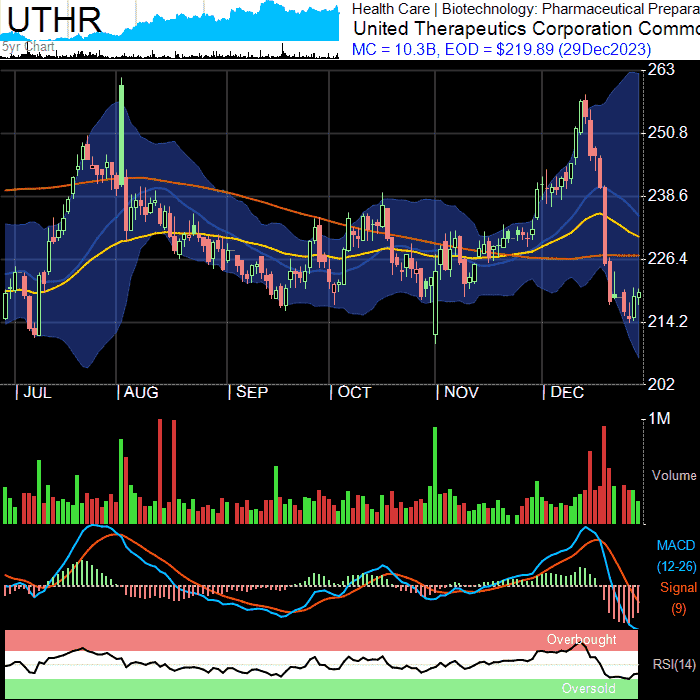 UTHR
5yr Chart
Health Care | Biotechnology: Pharmaceutical Prepara
United Therapeutics Corporation Commo
MC = 10.3B, EOD = $219.89 (29Dec2023)
263
250.8
238.6
226.4
214.2
202
| JUL | AUG | SEP | OCT | NOV | DEC
1M
Volume
MACD
(12-26)
Signal
(9)
Overbought
RSI(14)
Oversold